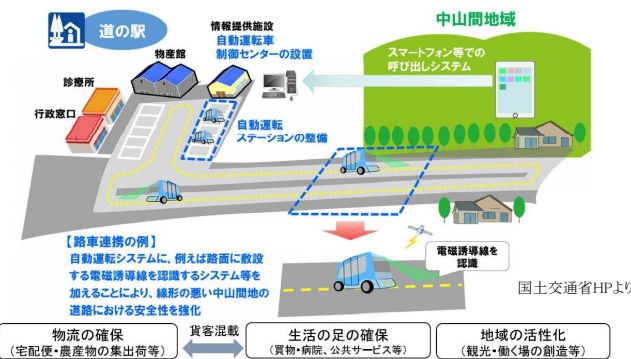 道の駅
情報提供施設
自動運転車
制御センターの設置
物産館
診療所
行政窓口
自動運転
ステーションの整備
中山間地域
スマートフォン等での
呼び出しシステム
【路車連携の例】
自動運転システムに、例えば路面に敷設
する電磁誘導線を認識するシステム等を
加えることにより、線形の悪い中山間地の
道路における安全性を強化
電磁誘導線を
認識
国土交通省HPより
物流の確保
(宅配便・農産物の集出荷等)
貨客混載
生活の足の確保
(買物・病院、公共サービス等)
地域の活性化
(観光・働く場の創造等)